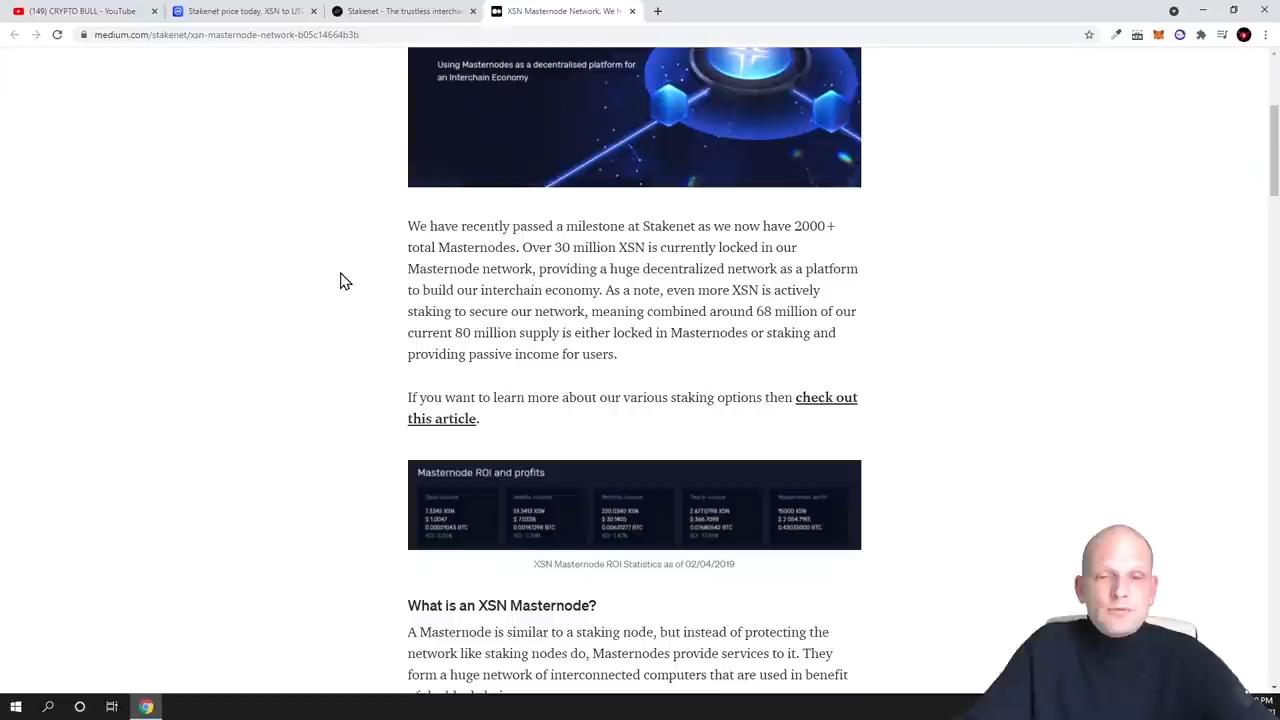 (149) CRYPTO BULL - YouTube
Stakenet price today, XSN to US
Stakenet - The trustless interchai
XSN Masternode Network. We h
medium.com/stakenet/xsn-masternode-network-b05c14664b3b
Using Masternodes as a decentralised platform for
an Interchain Economy
We have recently passed a milestone at Stakenet as we now have 2000+
total Masternodes. Over 30 million XSN is currently locked in our
Masternode network, providing a huge decentralized network as a platform
to build our interchain economy. As a note, even more XSN is actively
staking to secure our network, meaning combined around 68 million of our
current 80 million supply is either locked in Masternodes or staking and
providing passive income for users.
If you want to learn more about our various staking options then check out
this article.
Masternode ROI and profits
XSN Masternode ROI Statistics as of 02/04/2019
What is an XSN Masternode?
A Masternode is similar to a staking node, but instead of protecting the
network like staking nodes do, Masternodes provide services to it. They
form a huge network of interconnected computers that are used in benefit
PM